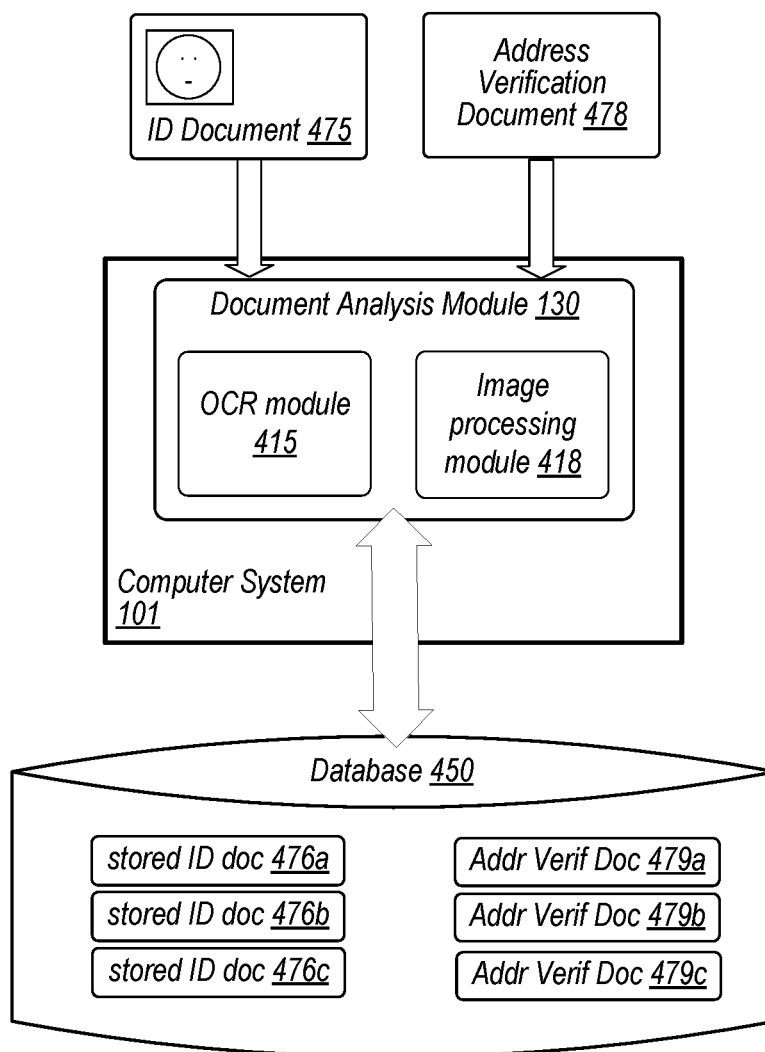 ID Document 475
Address
Verification
Document 478
Document Analysis Module 130
OCR module
415
Image
processing
module 418
Computer System
101
Database 450
stored ID doc 476a
Addr Verif Doc 479a
stored ID doc 476b
Addr Verif Doc 479b
stored ID doc 476c
Addr Verif Doc 479c